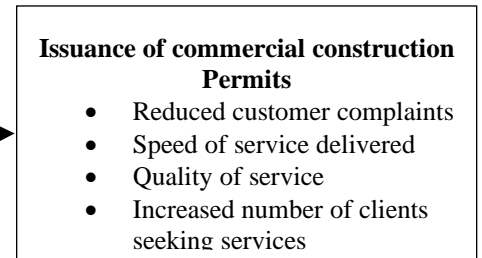 Issuance of commercial construction
Permits
• Reduced customer complaints
• Speed of service delivered
• Quality of service
• Increased number of clients
seeking services